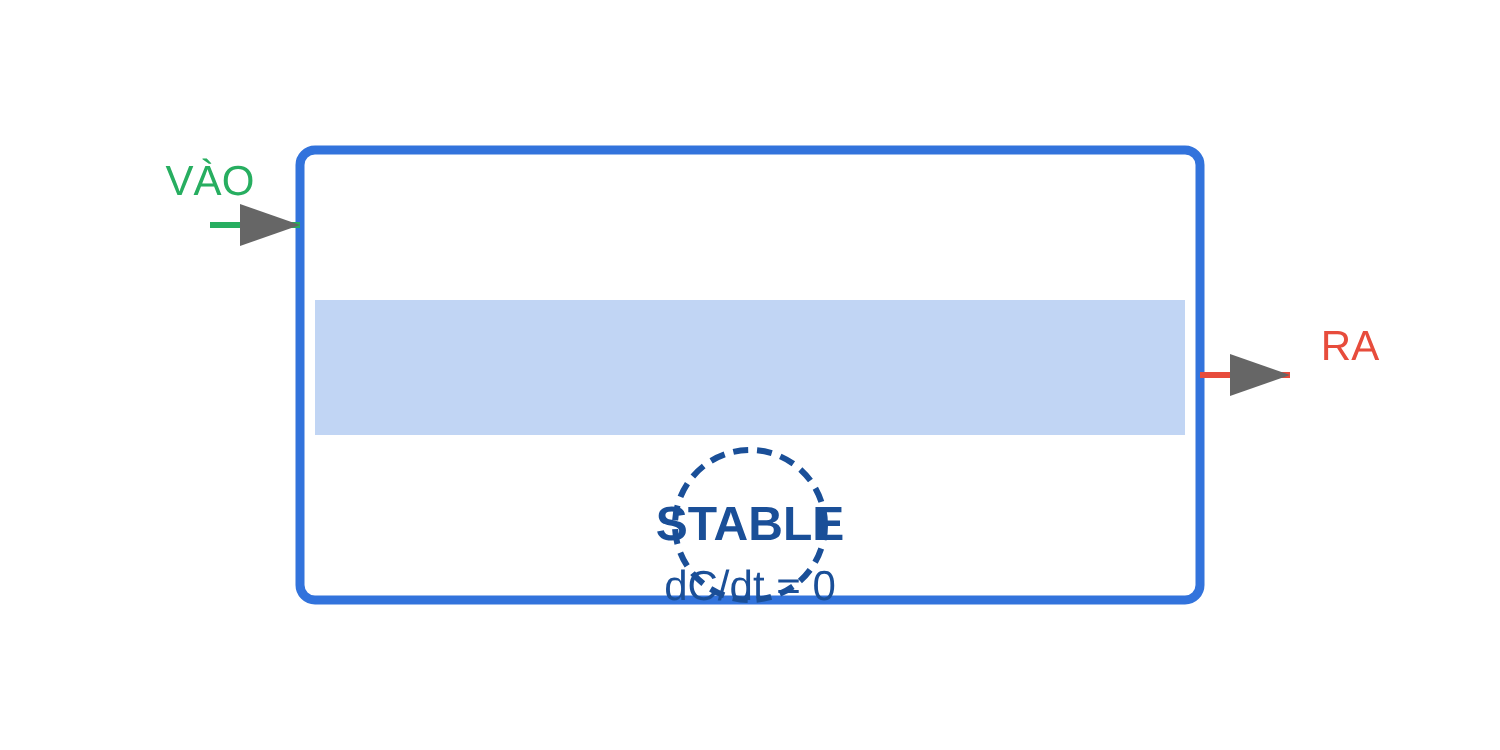 VÀO
RA
STABLE
dC/dt = 0